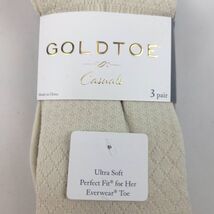 GOLDTOE
Casuals
Made in China
3 pair
Ultra Soft
Perfect Fit® for Her
Everwear® Toe